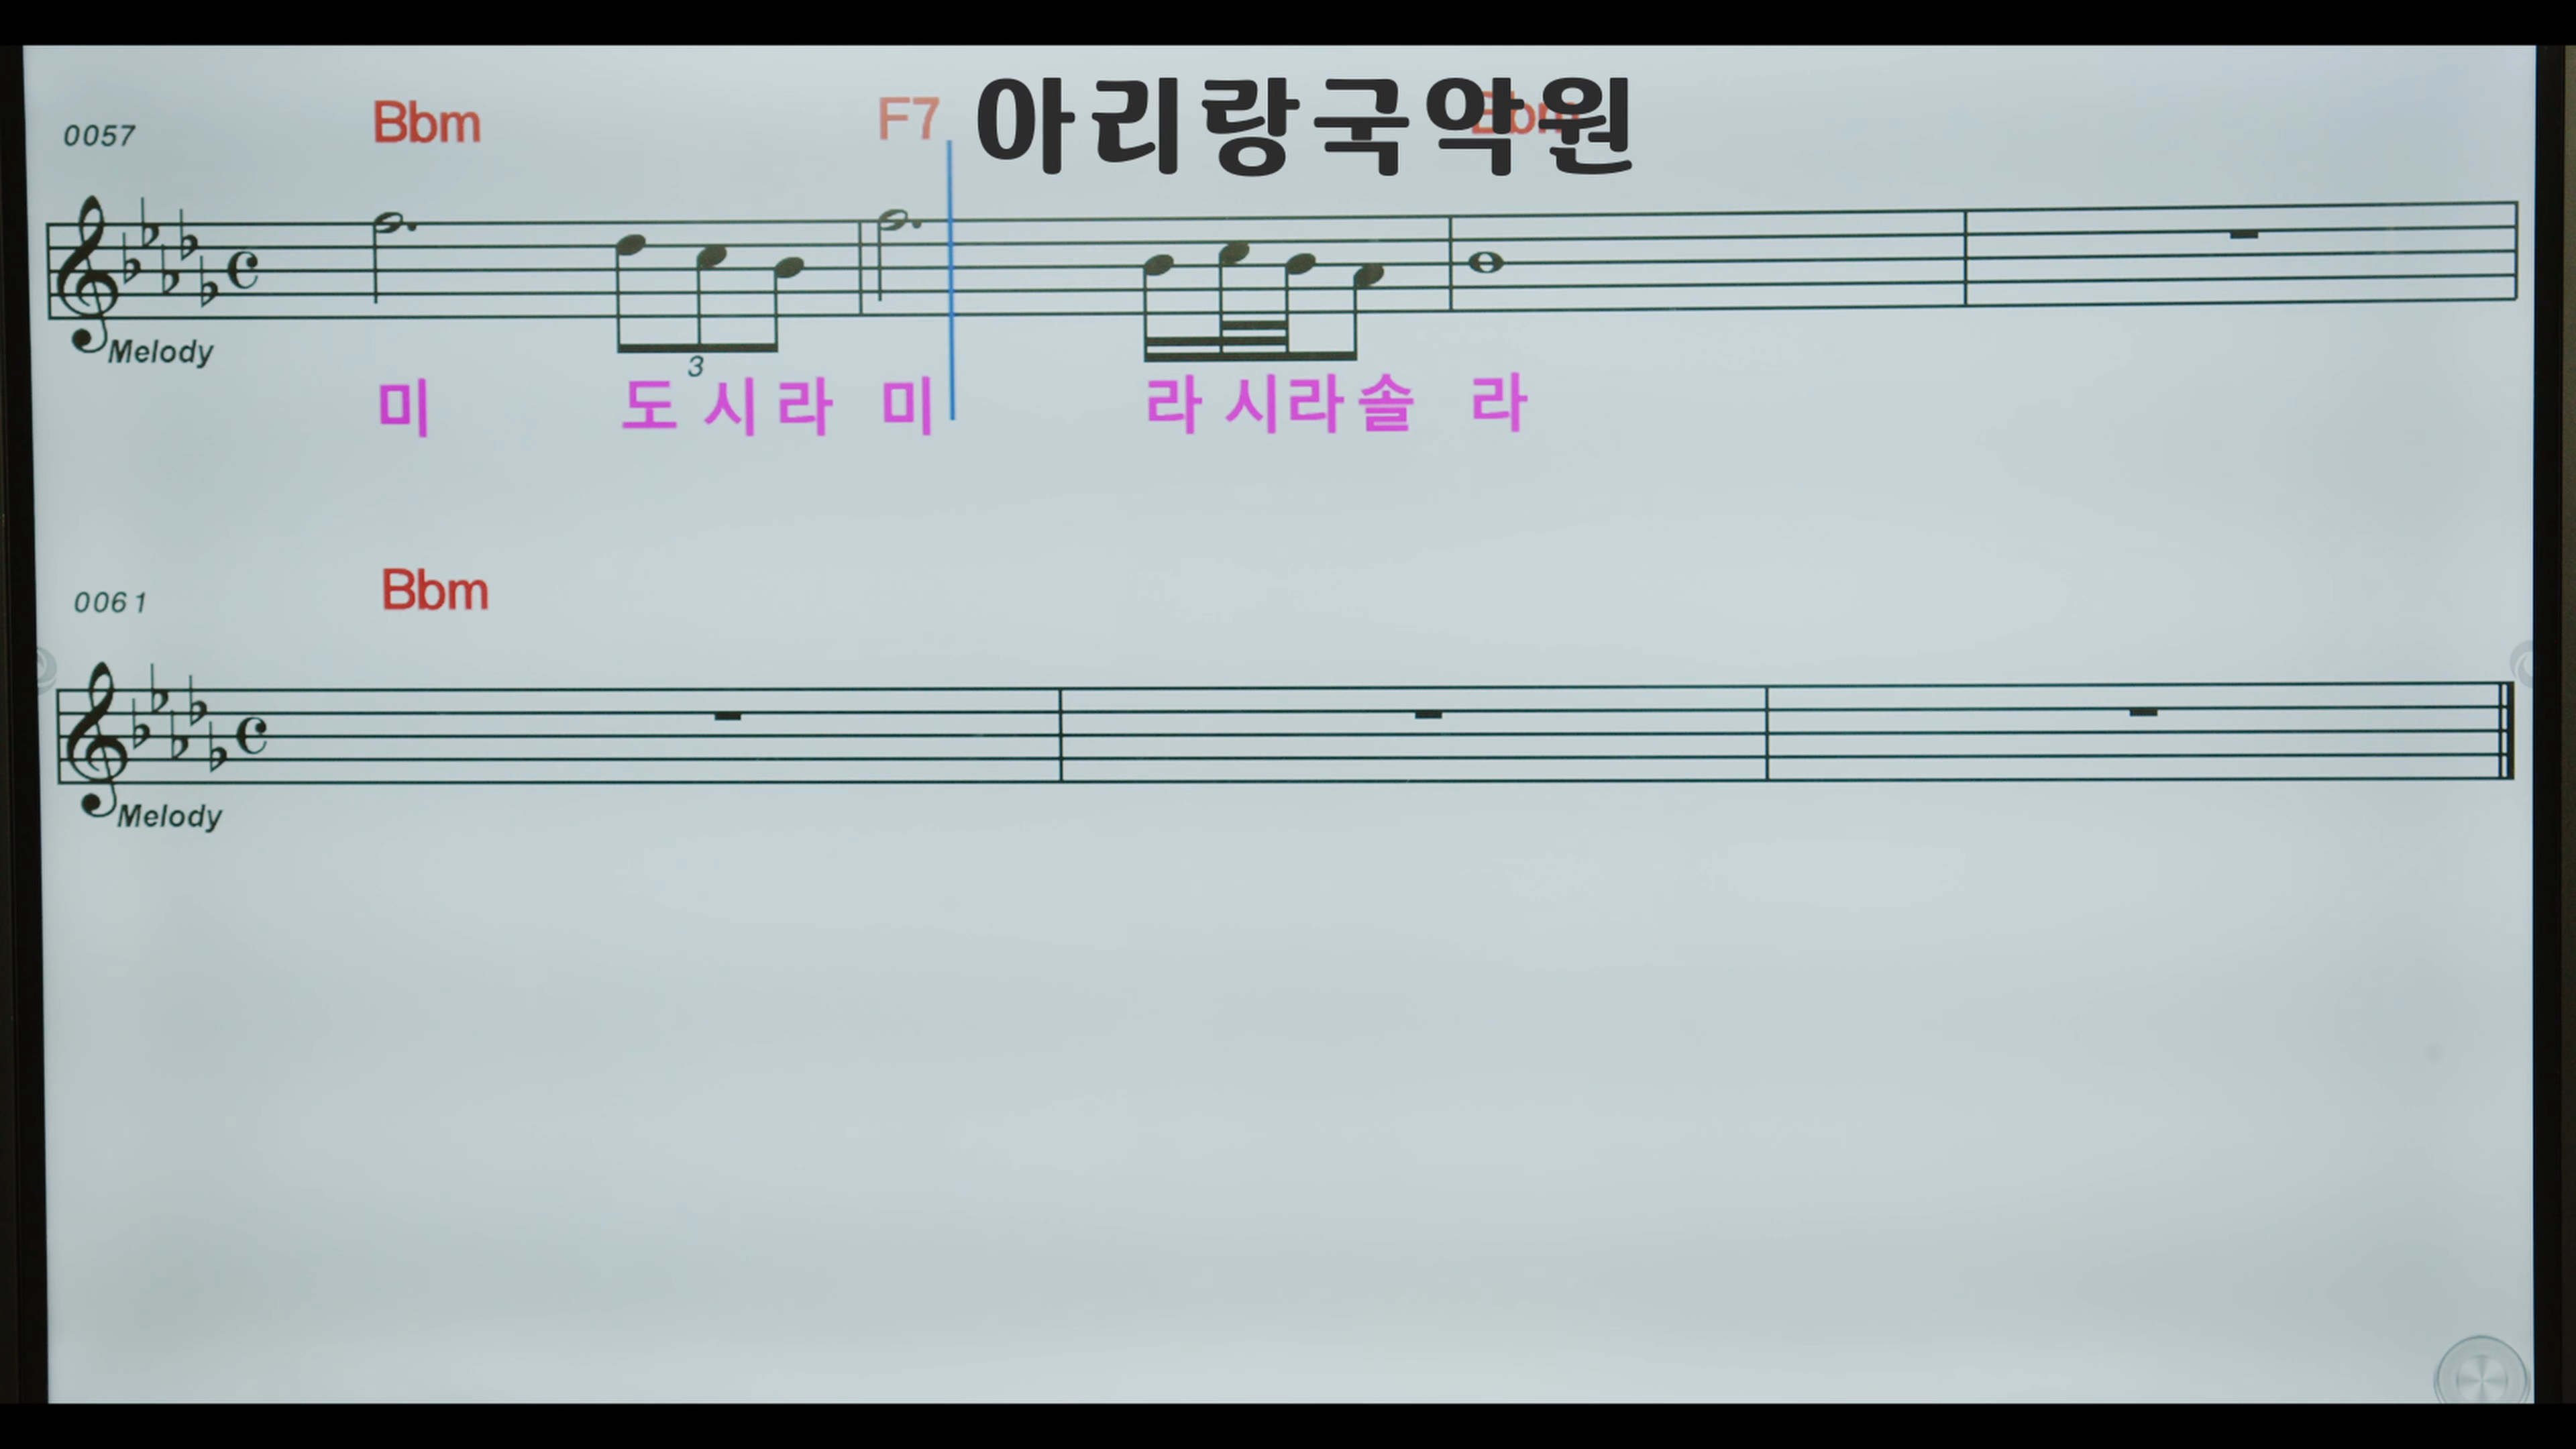 아리랑국악원
0057 Bbm F7 Bbm
Melody
3
미 도 시 라 미 라 시 라 솔 라
0061 Bbm
Melody